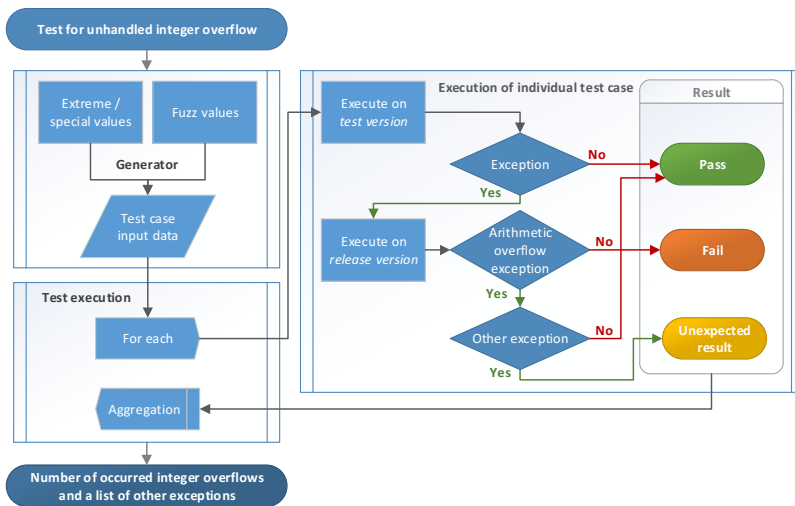 Test for unhandled integer overflow
Extreme /
special values
Fuzz values
Generator
Test case
input data
Test execution
For each
Aggregation
Number of occurred integer overflows
and a list of other exceptions
Execution of individual test case
Execute on
test version
Exception
No
Yes
Execute on
release version
Arithmetic
overflow
exception
No
Yes
Other exception
No
Yes
Result
Pass
Fail
Unexpected
result